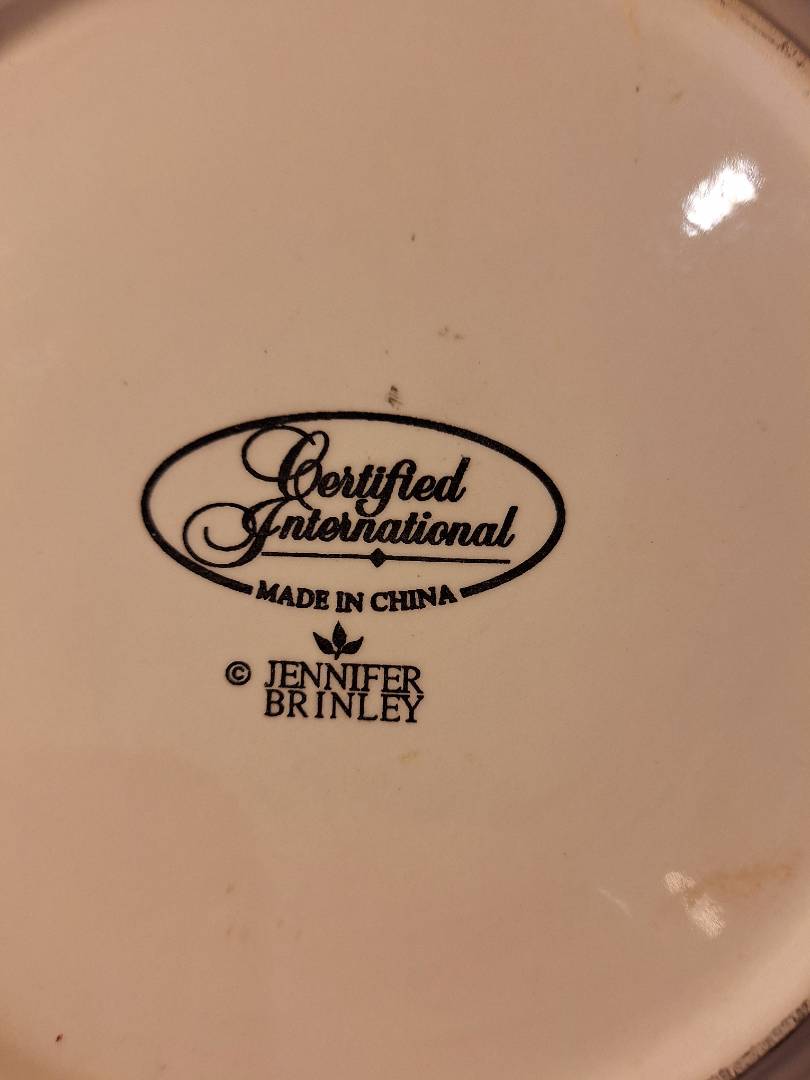 Certified
International
MADE IN CHINA
© JENNIFER
BRINLEY